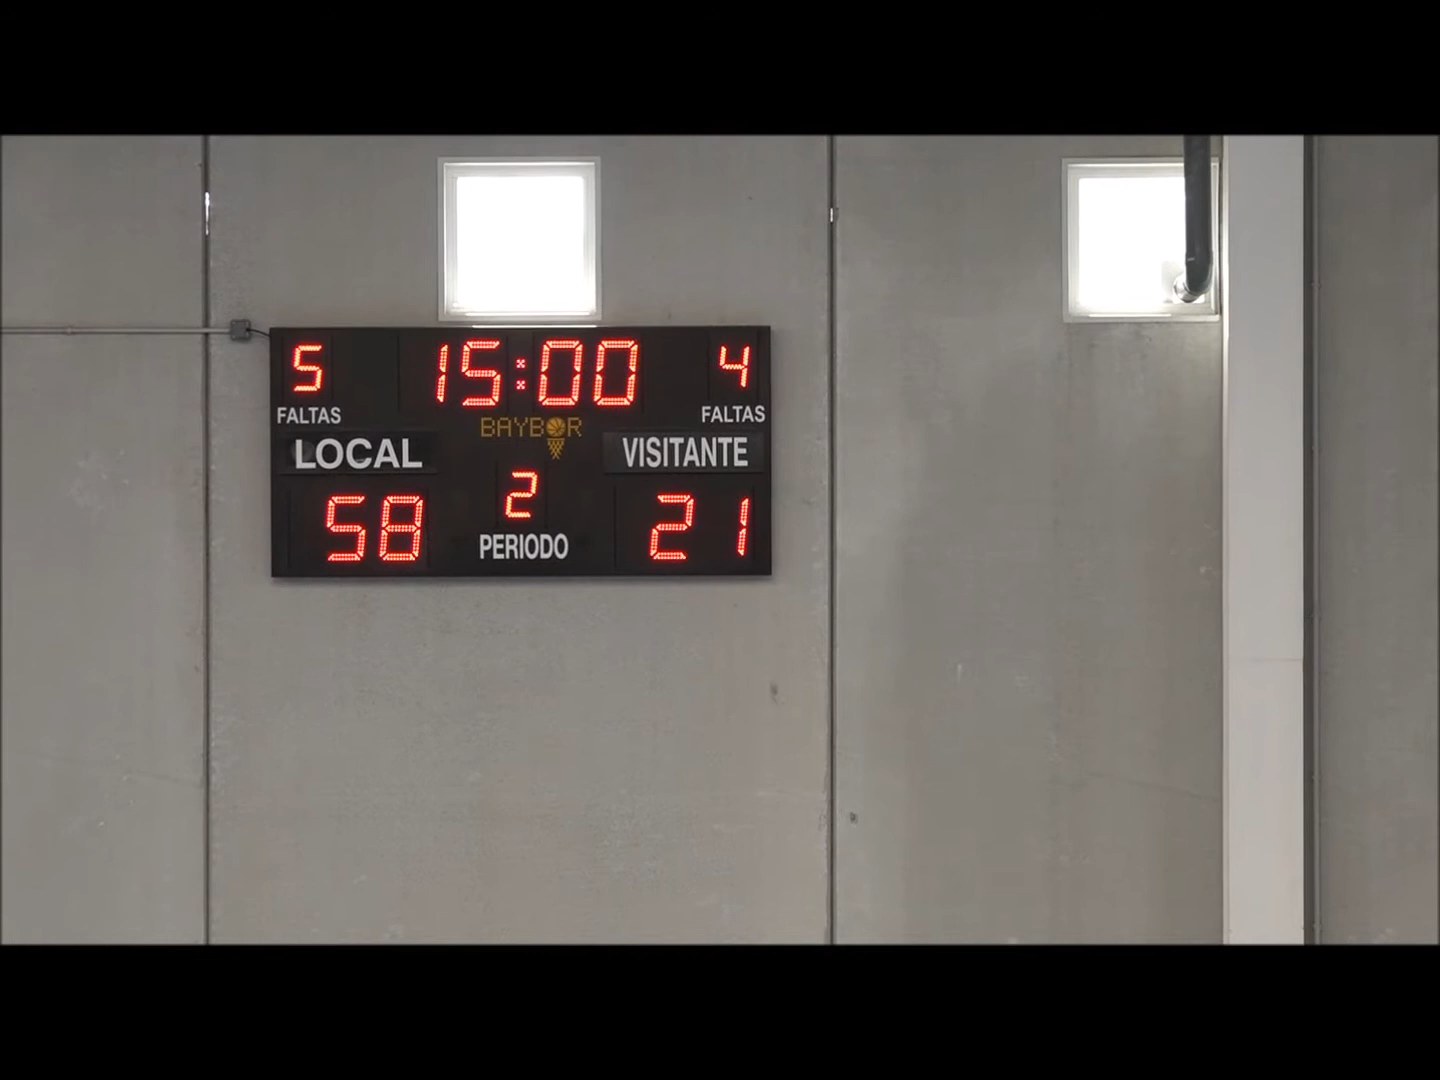 5 15:00 4
FALTAS BAYBOR FALTAS
LOCAL VISITANTE
58 2 21
PERIODO